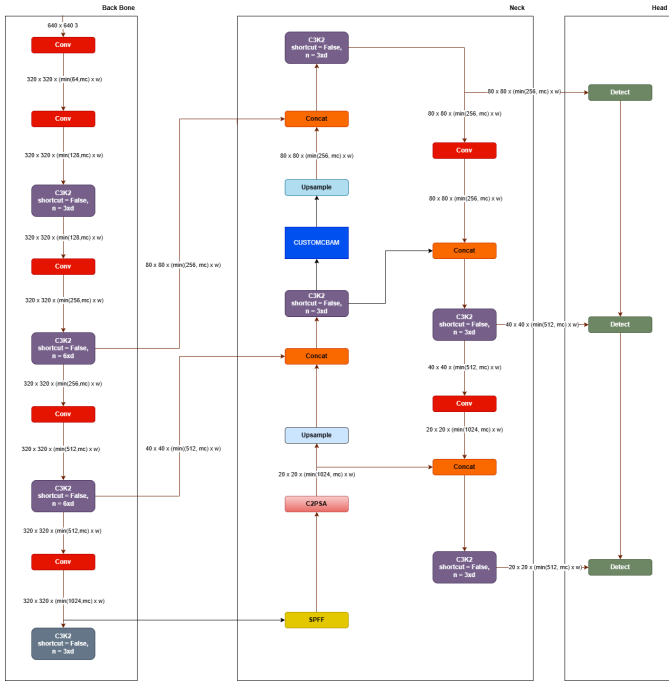 Back Bone
640 x 640 3
Conv
320 x 320 x (min(64,mc) x w)
Conv
320 x 320 x (min(128,mc) x w)
C3K2
shortcut = False,
n = 3xd
320 x 320 x (min(128,mc) x w)
Conv
320 x 320 x (min(256,mc) x w)
C3K2
shortcut = False,
n = 6xd
320 x 320 x (min(256,mc) x w)
Conv
320 x 320 x (min(512,mc) x w)
C3K2
shortcut = False,
n = 6xd
320 x 320 x (min(512,mc) x w)
Conv
320 x 320 x (min(1024,mc) x w)
C3K2
shortcut = False,
n = 3xd
80 x 80 x (min)(256, mc) x w)
40 x 40 x (min)(512, mc) x w)
Neck
C3K2
shortcut = False,
n = 3xd
Concat
80 x 80 x (min(256, mc) x w)
Upsample
CUSTOMCBAM
C3K2
shortcut = False,
n = 3xd
Concat
Upsample
20 x 20 x (min(1024, mc) x w)
C2PSA
SPFF
80 x 80 x (min(256, mc) x w)
80 x 80 x (min(256, mc) x w)
Conv
80 x 80 x (min(256, mc) x w)
Concat
C3K2
shortcut = False,
n = 3xd
40 x 40 x (min(512, mc) x w)
40 x 40 x (min(512, mc) x w)
Conv
20 x 20 x (min(1024, mc) x w)
Concat
C3K2
shortcut = False,
n = 3xd
20 x 20 x (min(512, mc) x w)
Head
Detect
Detect
Detect